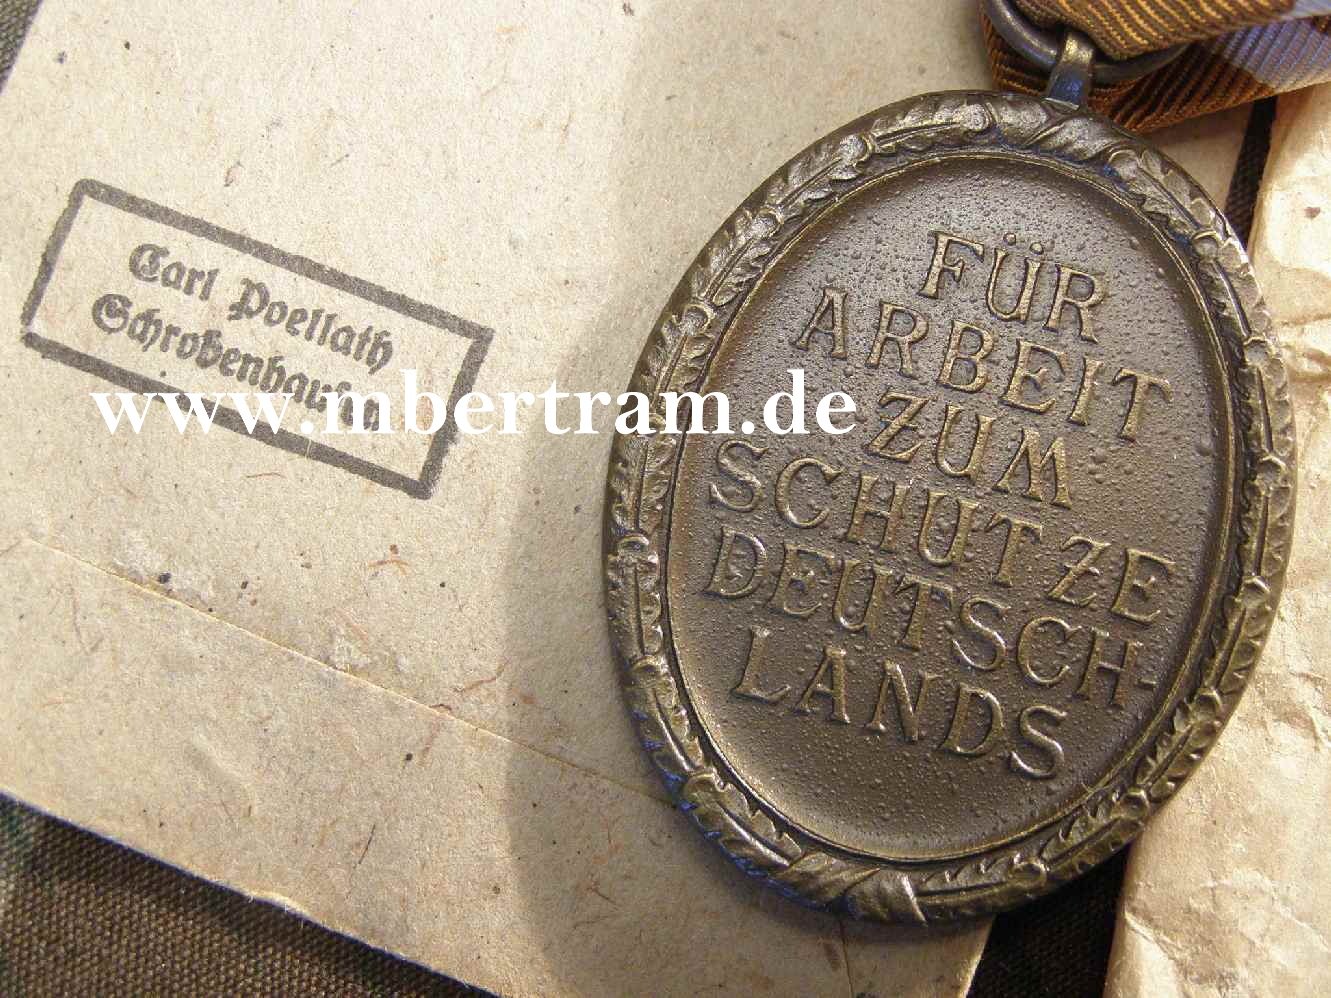 Carl Poellath
Schrobenhausen
www.mbertram.de
FÜR
ARBEIT
ZUM
SCHUTZE
DEUTSCH-
LANDS